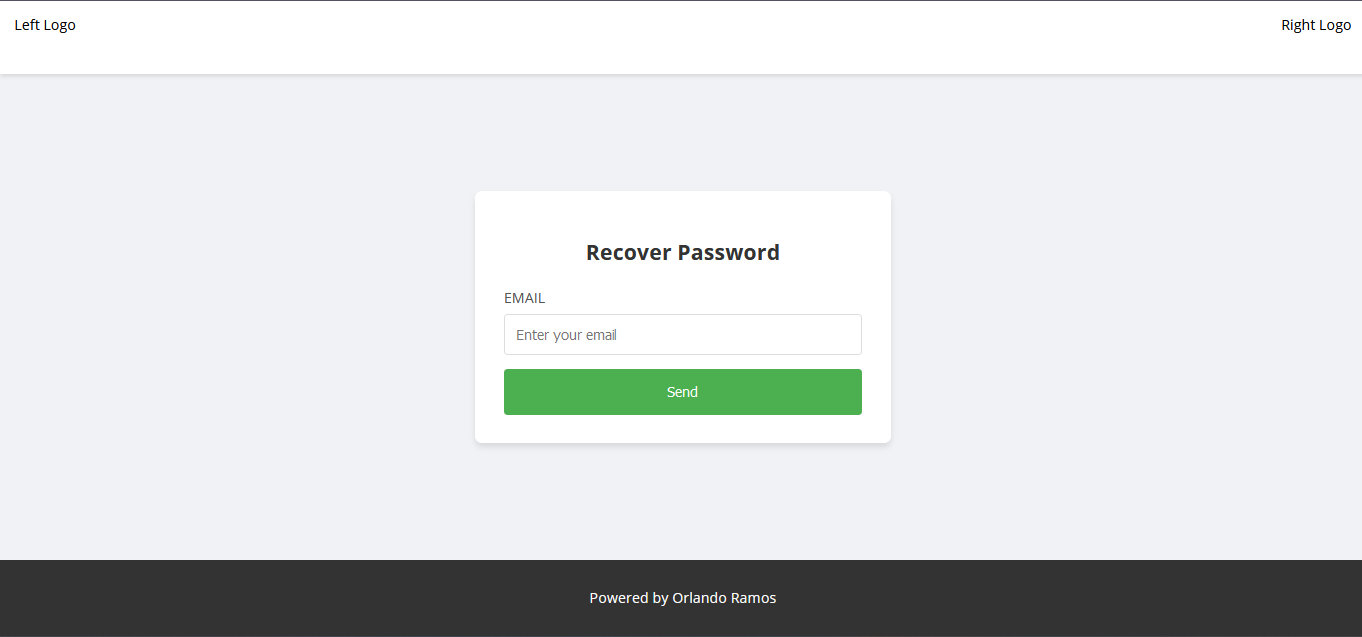 Left Logo
Right Logo
Recover Password
EMAIL
Enter your email
Send
Powered by Orlando Ramos